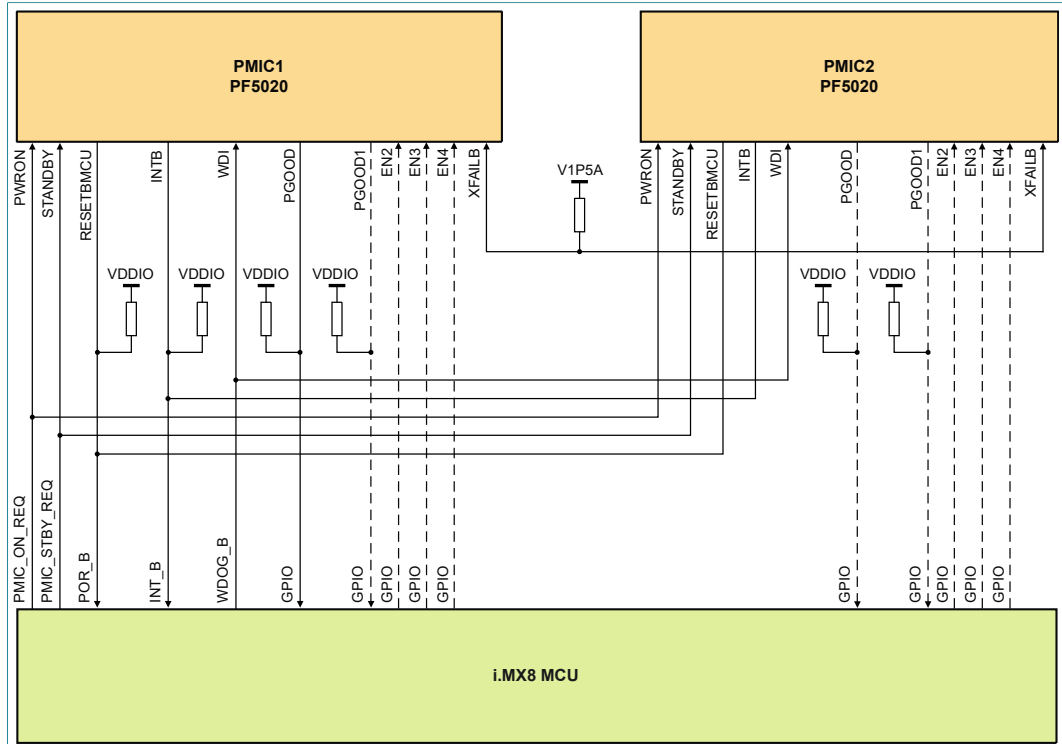 PMIC1
PF5020
PMIC2
PF5020
PWRON
STANDBY
RESETBMCU
INTB
WDI
PGOOD
PGOOD1
EN2
EN3
EN4
XFAILB
V1P5A
PWRON
STANDBY
RESETBMCU
INTB
WDI
PGOOD
PGOOD1
EN2
EN3
EN4
XFAILB
VDDIO
VDDIO
VDDIO
VDDIO
VDDIO
VDDIO
PMIC_ON_REQ
PMIC_STBY_REQ
POR_B
INT_B
WDOG_B
GPIO
GPIO
GPIO
GPIO
GPIO
GPIO
GPIO
GPIO
GPIO
GPIO
i.MX8 MCU